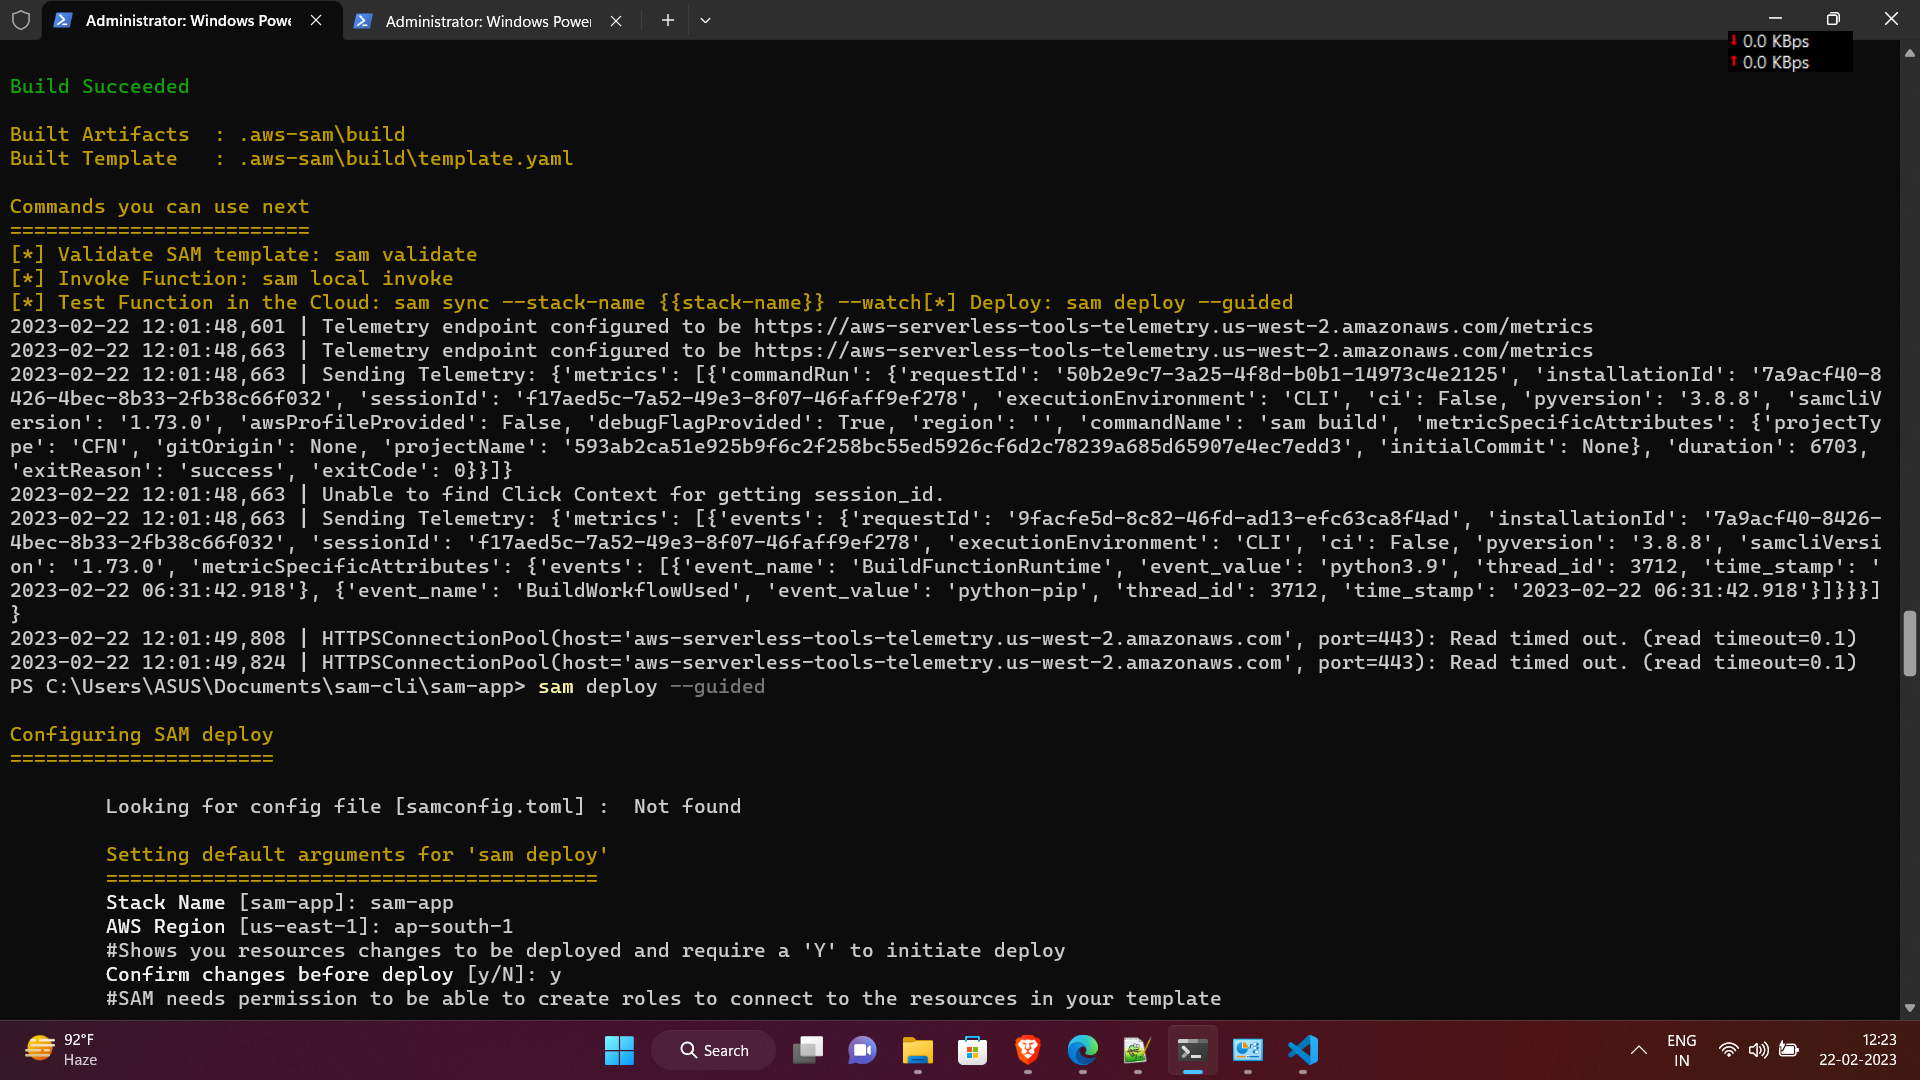 Administrator: Windows Powe
Administrator: Windows Power
0.0 KBps
0.0 KBps
Build Succeeded
Built Artifacts  : .aws-sam\build
Built Template   : .aws-sam\build\template.yaml
Commands you can use next
=========================
[*] Validate SAM template: sam validate
[*] Invoke Function: sam local invoke
[*] Test Function in the Cloud: sam sync --stack-name {{stack-name}} --watch[*] Deploy: sam deploy --guided
2023-02-22 12:01:48,601 | Telemetry endpoint configured to be https://aws-serverless-tools-telemetry.us-west-2.amazonaws.com/metrics
2023-02-22 12:01:48,663 | Telemetry endpoint configured to be https://aws-serverless-tools-telemetry.us-west-2.amazonaws.com/metrics
2023-02-22 12:01:48,663 | Sending Telemetry: {'metrics': [{'commandRun': {'requestId': '50b2e9c7-3a25-4f8d-b0b1-14973c4e2125', 'installationId': '7a9acf40-8
426-4bec-8b33-2fb38c66f032', 'sessionId': 'f17aed5c-7a52-49e3-8f07-46faff9ef278', 'executionEnvironment': 'CLI', 'ci': False, 'pyversion': '3.8.8', 'samcliV
ersion': '1.73.0', 'awsProfileProvided': False, 'debugFlagProvided': True, 'region': '', 'commandName': 'sam build', 'metricSpecificAttributes': {'projectTy
pe': 'CFN', 'gitOrigin': None, 'projectName': '593ab2ca51e925b9f6c2f258bc55ed5926cf6d2c78239a685d65907e4ec7edd3', 'initialCommit': None}, 'duration': 6703,
'exitReason': 'success', 'exitCode': 0}}]}
2023-02-22 12:01:48,663 | Unable to find Click Context for getting session_id.
2023-02-22 12:01:48,663 | Sending Telemetry: {'metrics': [{'events': {'requestId': '9facfe5d-8c82-46fd-ad13-efc63ca8f4ad', 'installationId': '7a9acf40-8426-
4bec-8b33-2fb38c66f032', 'sessionId': 'f17aed5c-7a52-49e3-8f07-46faff9ef278', 'executionEnvironment': 'CLI', 'ci': False, 'pyversion': '3.8.8', 'samcliVersi
on': '1.73.0', 'metricSpecificAttributes': {'events': [{'event_name': 'BuildFunctionRuntime', 'event_value': 'python3.9', 'thread_id': 3712, 'time_stamp': '
2023-02-22 06:31:42.918'}, {'event_name': 'BuildWorkflowUsed', 'event_value': 'python-pip', 'thread_id': 3712, 'time_stamp': '2023-02-22 06:31:42.918'}]}}}]
}
2023-02-22 12:01:49,808 | HTTPSConnectionPool(host='aws-serverless-tools-telemetry.us-west-2.amazonaws.com', port=443): Read timed out. (read timeout=0.1)
2023-02-22 12:01:49,824 | HTTPSConnectionPool(host='aws-serverless-tools-telemetry.us-west-2.amazonaws.com', port=443): Read timed out. (read timeout=0.1)
PS C:\Users\ASUS\Documents\sam-cli\sam-app> sam deploy --guided
Configuring SAM deploy
======================
Looking for config file [samconfig.toml] :  Not found
Setting default arguments for 'sam deploy'
=========================================
Stack Name [sam-app]: sam-app
AWS Region [us-east-1]: ap-south-1
#Shows you resources changes to be deployed and require a 'Y' to initiate deploy
Confirm changes before deploy [y/N]: y
#SAM needs permission to be able to create roles to connect to the resources in your template
92°F
Haze
Search
ENG
IN
12:23
22-02-2023